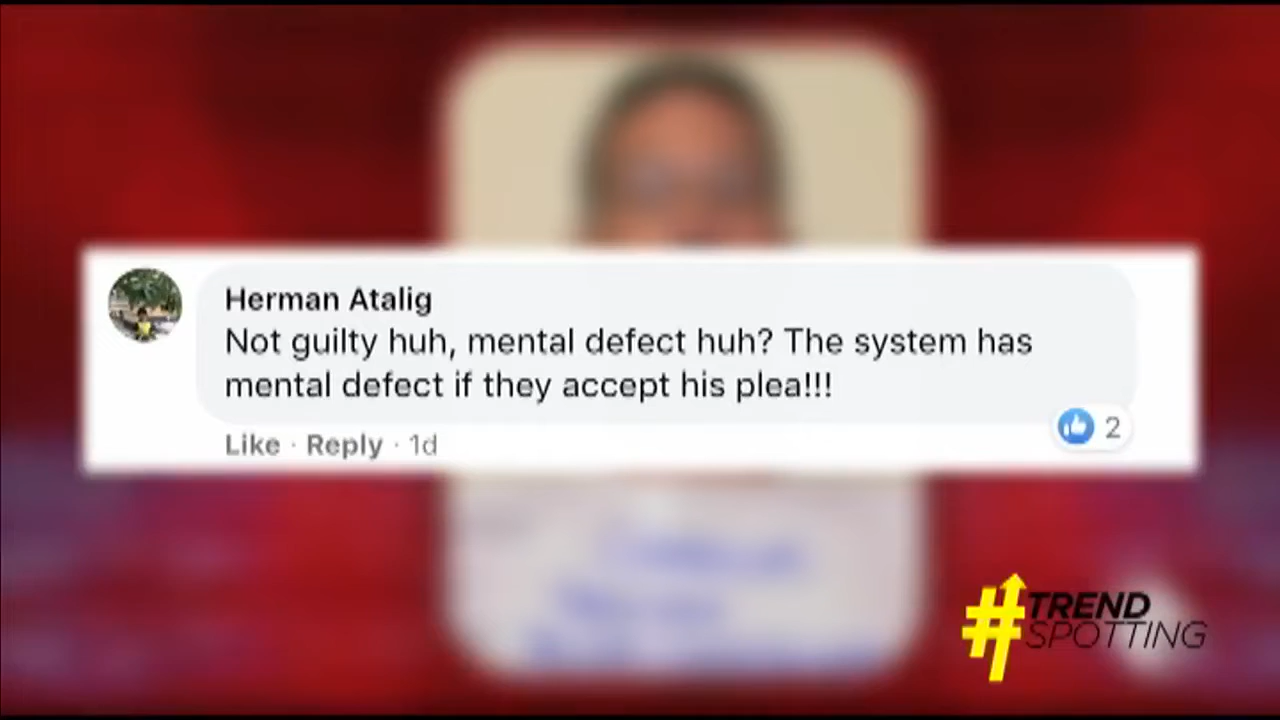 Herman Atalig
Not guilty huh, mental defect huh? The system has
mental defect if they accept his plea!!!
Like · Reply · 1d
2
#TREND
SPOTTING